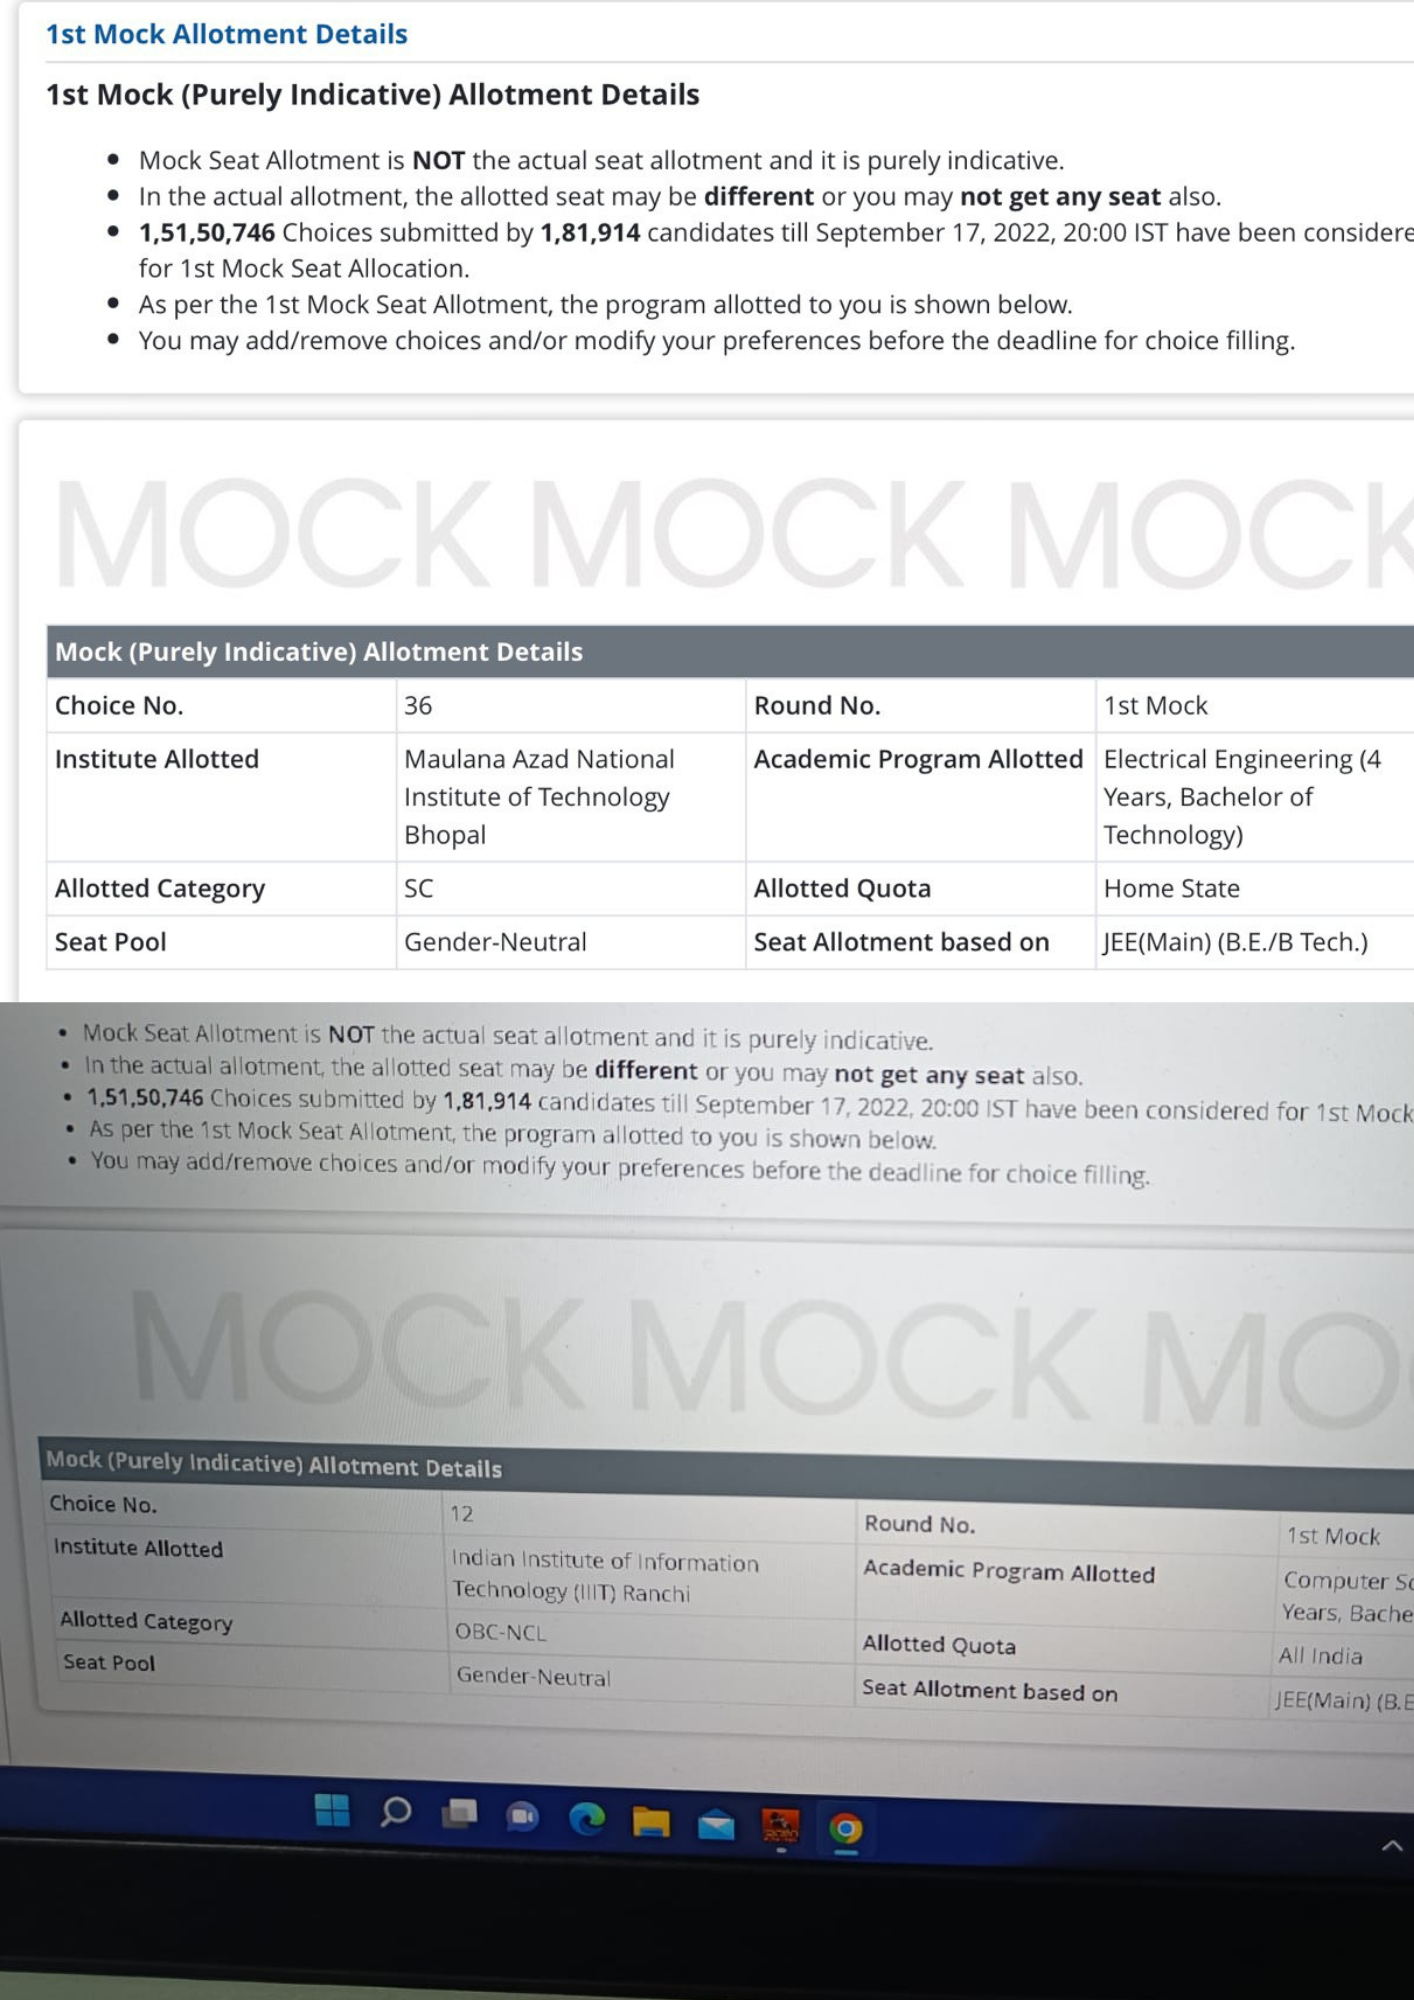 1st Mock Allotment Details
1st Mock (Purely Indicative) Allotment Details
• Mock Seat Allotment is NOT the actual seat allotment and it is purely indicative.
• In the actual allotment, the allotted seat may be different or you may not get any seat also.
• 1,51,50,746 Choices submitted by 1,81,914 candidates till September 17, 2022, 20:00 IST have been considere
for 1st Mock Seat Allocation.
• As per the 1st Mock Seat Allotment, the program allotted to you is shown below.
• You may add/remove choices and/or modify your preferences before the deadline for choice filling.
MOCK MOCK MOCK
Mock (Purely Indicative) Allotment Details
Choice No. 36 Round No. 1st Mock
Institute Allotted Maulana Azad National Academic Program Allotted Electrical Engineering (4
Institute of Technology Years, Bachelor of
Bhopal Technology)
Allotted Category SC Allotted Quota Home State
Seat Pool Gender-Neutral Seat Allotment based on JEE(Main) (B.E./B Tech.)
• Mock Seat Allotment is NOT the actual seat allotment and it is purely indicative.
• In the actual allotment, the allotted seat may be different or you may not get any seat also.
• 1,51,50,746 Choices submitted by 1,81,914 candidates till September 17, 2022, 20:00 IST have been considered for 1st Mock
• As per the 1st Mock Seat Allotment, the program allotted to you is shown below.
• You may add/remove choices and/or modify your preferences before the deadline for choice filling.
MOCK MOCK MO
Mock (Purely Indicative) Allotment Details
Choice No. 12 Round No. 1st Mock
Institute Allotted Indian Institute of Information Academic Program Allotted Computer Sc
Technology (IIIT) Ranchi Years, Bache
Allotted Category OBC-NCL Allotted Quota All India
Seat Pool Gender-Neutral Seat Allotment based on JEE(Main) (B.E